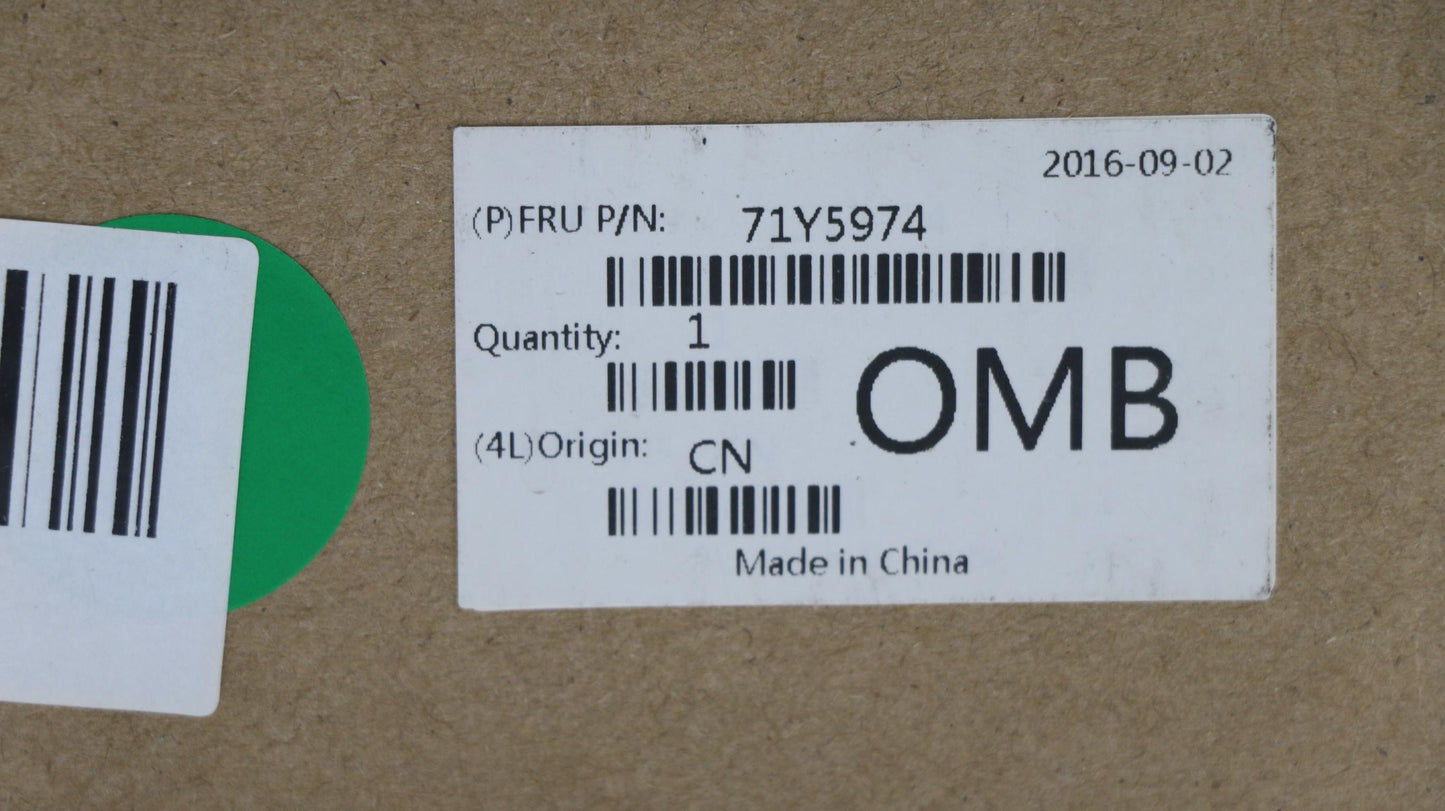 2016-09-02
(P)FRU P/N: 71Y5974
Quantity: 1
OMB
(4L)Origin: CN
Made in China